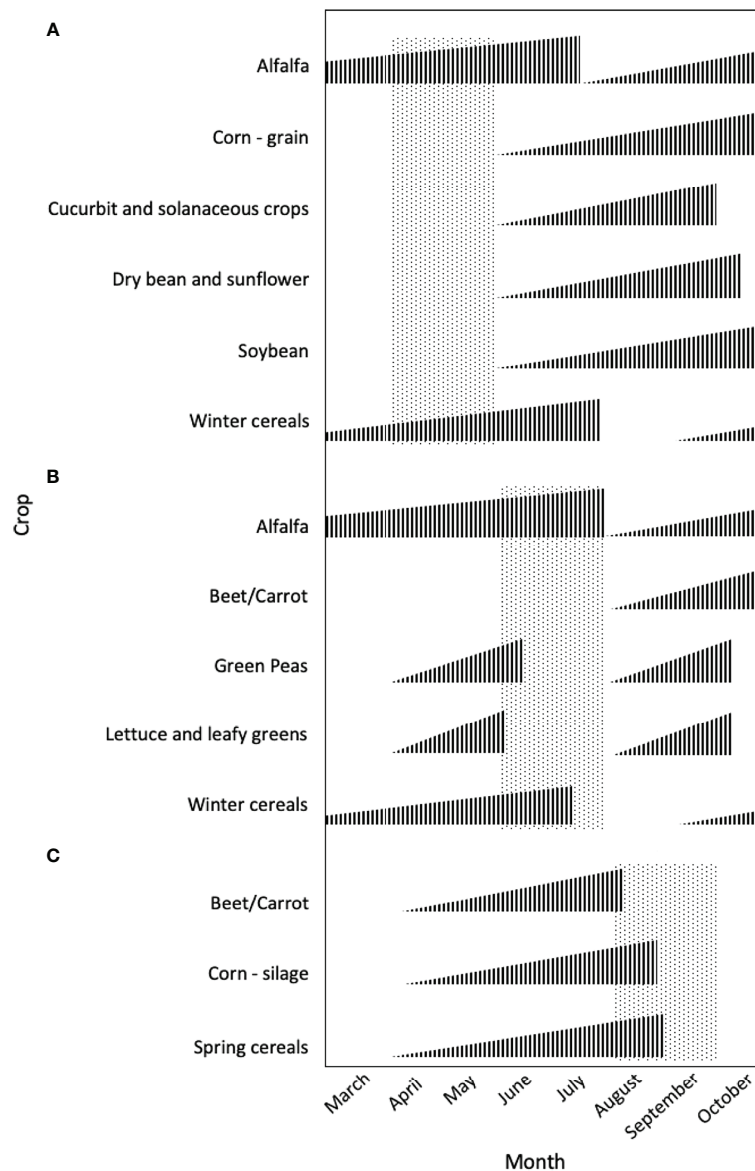 A
Alfalfa
Corn - grain
Cucurbit and solanaceous crops
Dry bean and sunflower
Soybean
Winter cereals
B
Crop
Alfalfa
Beet/Carrot
Green Peas
Lettuce and leafy greens
Winter cereals
C
Beet/Carrot
Corn - silage
Spring cereals
March
April
May
June
July
August
September
October
Month